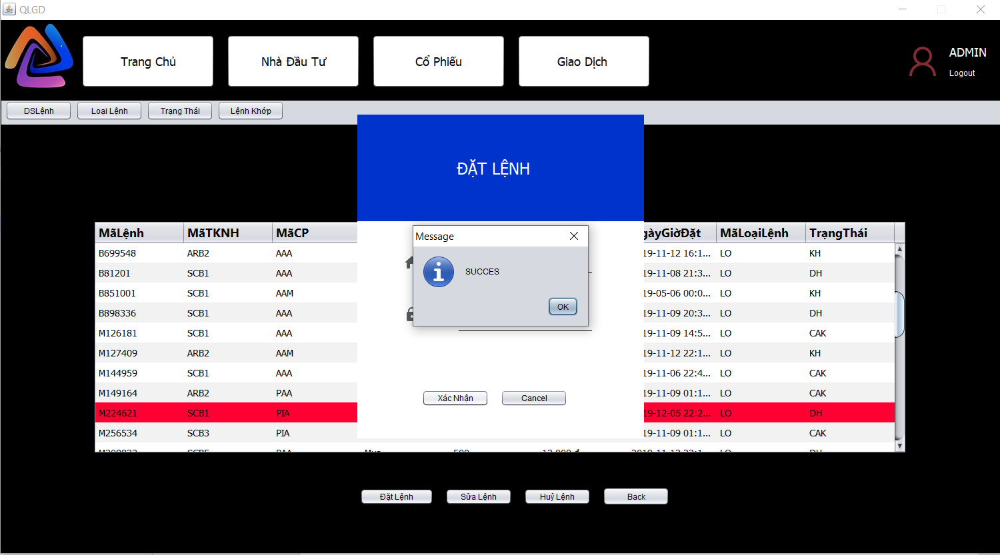 QLGD
Trang Chủ
Nhà Đầu Tư
Cổ Phiếu
Giao Dịch
ADMIN
Logout
DSLệnh
Loại Lệnh
Trạng Thái
Lệnh Khớp
ĐẶT LỆNH
Message
SUCCES
OK
Xác Nhận
Cancel
MãLệnh MãTKNH MãCP gàyGiờĐặt MãLoạiLệnh TrạngThái
B699548 ARB2 AAA 19-11-12 16:1... LO KH
B81201 SCB1 AAA 19-11-08 21:3... LO DH
B851001 SCB1 AAM 19-05-06 00:0... LO KH
B898336 SCB1 AAA 19-11-09 20:3... LO DH
M126181 SCB1 AAA 19-11-09 14:5... LO CAK
M127409 ARB2 AAM 19-11-12 22:1... LO KH
M144959 SCB1 AAA 19-11-06 22:4... LO CAK
M149164 ARB2 PAA 19-11-09 01:1... LO CAK
M224621 SCB1 PIA 19-12-05 22:2... LO DH
M256534 SCB3 PIA 19-11-09 01:1... LO CAK
Đặt Lệnh
Sửa Lệnh
Huỷ Lệnh
Back